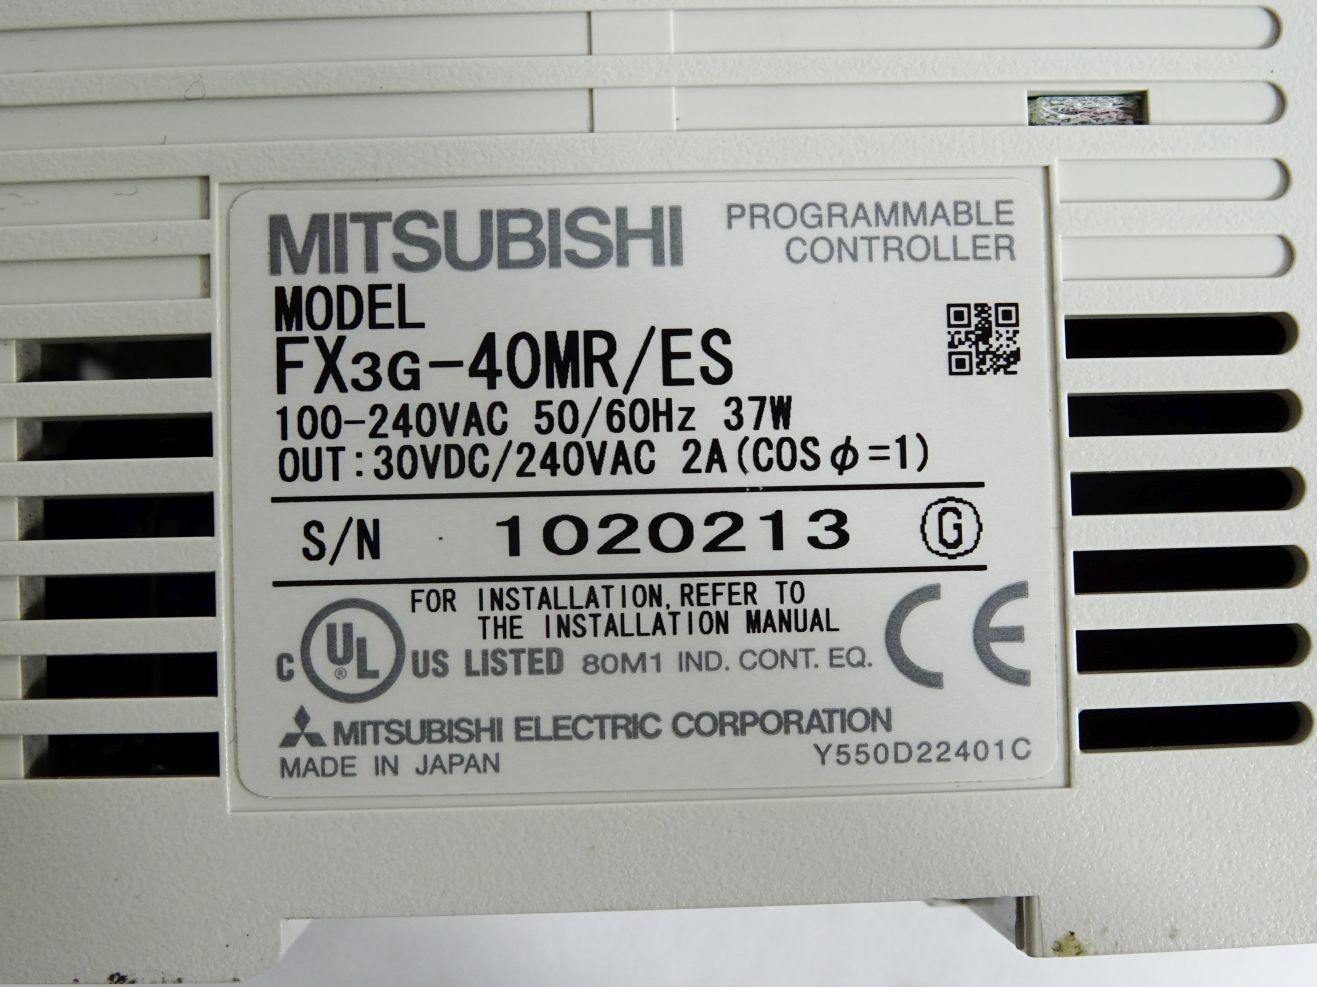 MITSUBISHI
PROGRAMMABLE
CONTROLLER
MODEL
FX3G-40MR/ES
100-240VAC 50/60Hz 37W
OUT:30VDC/240VAC 2A(COSφ=1)
S/N 1020213 G
FOR INSTALLATION, REFER TO
THE INSTALLATION MANUAL
C UL® US LISTED 80M1 IND. CONT. EQ.
CE
MITSUBISHI ELECTRIC CORPORATION
MADE IN JAPAN
Y550D22401C